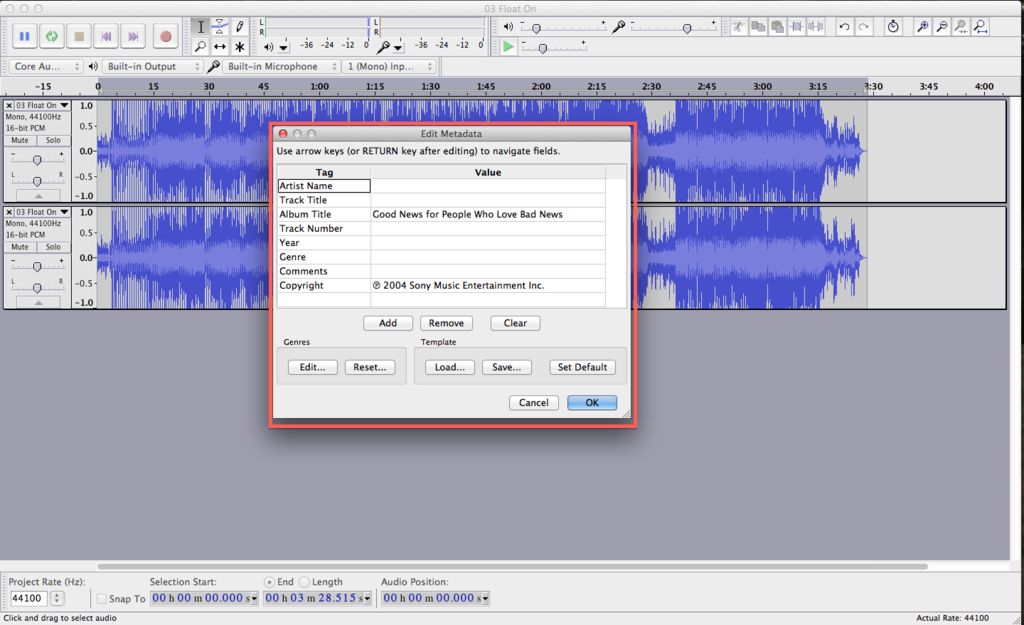 03 Float On
L
R
-36 -24 -12 0
L
R
-36 -24 -12 0
- +
- +
Core Au...
Built-in Output
Built-in Microphone
1 (Mono) Inp...
-15 0 15 30 45 1:00 1:15 1:30 1:45 2:00 2:15 2:30 2:45 3:00 3:15 3:30 4:00
03 Float On
Mono, 44100Hz
16-bit PCM
Mute Solo
- +
L R
1.0
0.5-
0.0-
-0.5-
-1.0
03 Float On
Mono, 44100Hz
16-bit PCM
Mute Solo
- +
L R
1.0
0.5-
0.0-
-0.5-
-1.0
Edit Metadata
Use arrow keys (or RETURN key after editing) to navigate fields.
Tag Value
Artist Name
Track Title
Album Title Good News for People Who Love Bad News
Track Number
Year
Genre
Comments
Copyright ℗ 2004 Sony Music Entertainment Inc.
Add Remove Clear
Genres Template
Edit... Reset... Load... Save... Set Default
Cancel OK
Project Rate (Hz): Selection Start: End Length Audio Position:
44100 Snap To 00 h 00 m 00.000 s 00 h 03 m 28.515 s 00 h 00 m 00.000 s
Click and drag to select audio Actual Rate: 44100